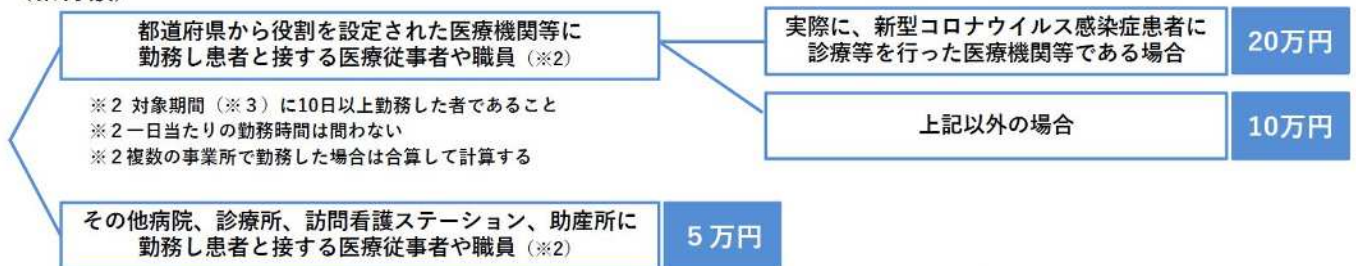 都道府県から役割を設定された医療機関等に
勤務し患者と接する医療従事者や職員（※2）
実際に、新型コロナウイルス感染症患者に
診療等を行った医療機関等である場合
20万円
※２ 対象期間（※３）に10日以上勤務した者であること
※２一日当たりの勤務時間は問わない
※２複数の事業所で勤務した場合は合算して計算する
上記以外の場合
10万円
その他病院、診療所、訪問看護ステーション、助産所に
勤務し患者と接する医療従事者や職員（※2）
５万円